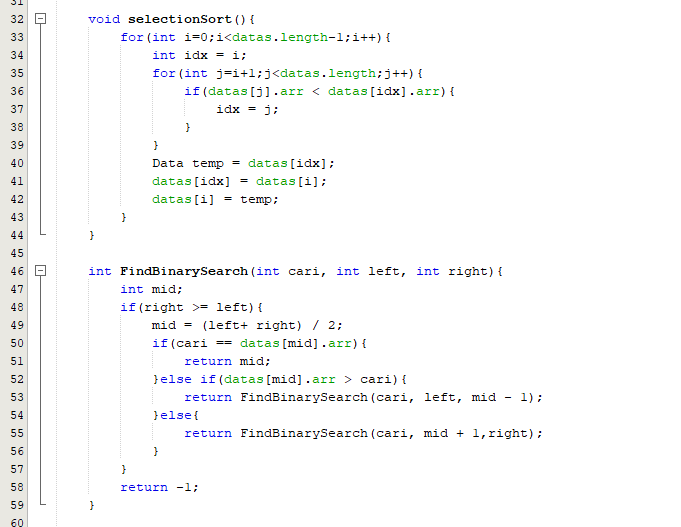 31
32 void selectionSort(){
33 for(int i=0;i<datas.length-1;i++){
34 int idx = i;
35 for(int j=i+1;j<datas.length;j++){
36 if(datas[j].arr < datas[idx].arr){
37 idx = j;
38 }
39 }
40 Data temp = datas[idx];
41 datas[idx] = datas[i];
42 datas[i] = temp;
43 }
44 }
45
46 int FindBinarySearch(int cari, int left, int right){
47 int mid;
48 if(right >= left){
49 mid = (left+ right) / 2;
50 if(cari == datas[mid].arr){
51 return mid;
52 }else if(datas[mid].arr > cari){
53 return FindBinarySearch(cari, left, mid - 1);
54 }else{
55 return FindBinarySearch(cari, mid + 1,right);
56 }
57 }
58 return -1;
59 }
60